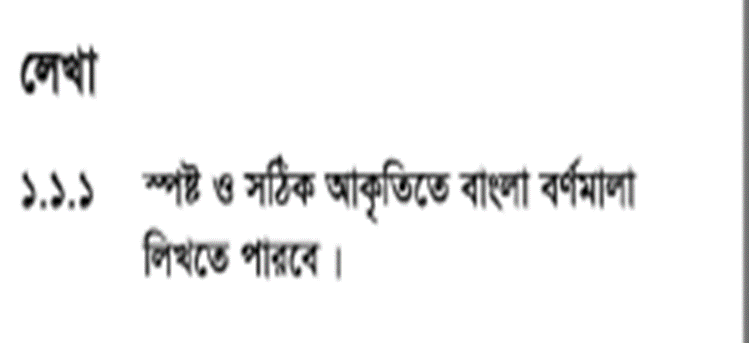 লেখা
১.১.১ স্পষ্ট ও সঠিক আকৃতিতে বাংলা বর্ণমালা
লিখতে পারবে।